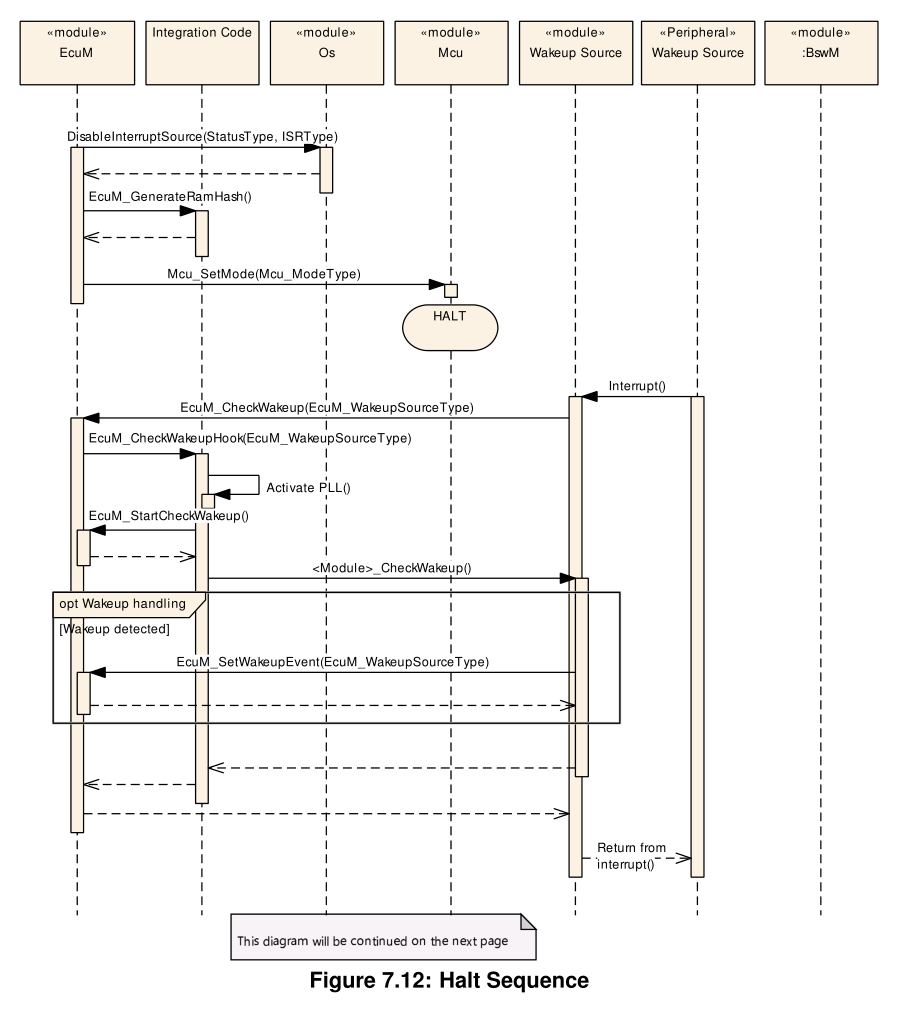 «module»
EcuM
Integration Code
«module»
Os
«module»
Mcu
«module»
Wakeup Source
«Peripheral»
Wakeup Source
«module»
:BswM
DisableInterruptSource(StatusType, ISRType)
EcuM_GenerateRamHash()
Mcu_SetMode(Mcu_ModeType)
HALT
Interrupt()
EcuM_CheckWakeup(EcuM_WakeupSourceType)
EcuM_CheckWakeupHook(EcuM_WakeupSourceType)
Activate PLL()
EcuM_StartCheckWakeup()
<Module>_CheckWakeup()
opt Wakeup handling
[Wakeup detected]
EcuM_SetWakeupEvent(EcuM_WakeupSourceType)
Return from
interrupt()
This diagram will be continued on the next page
Figure 7.12: Halt Sequence